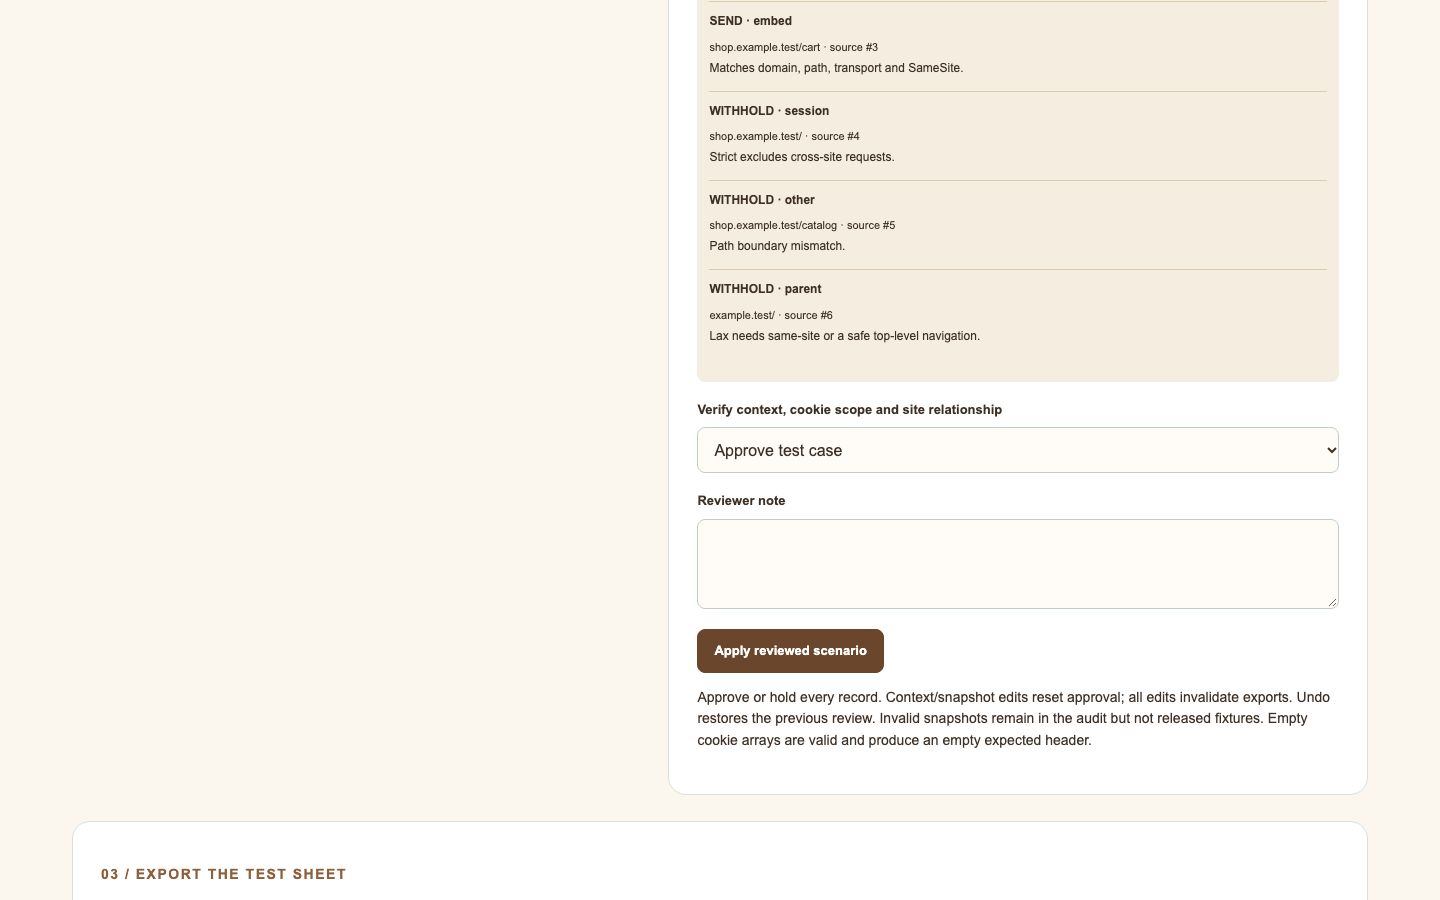 SEND · embed
shop.example.test/cart · source #3
Matches domain, path, transport and SameSite.
WITHHOLD · session
shop.example.test/ · source #4
Strict excludes cross-site requests.
WITHHOLD · other
shop.example.test/catalog · source #5
Path boundary mismatch.
WITHHOLD · parent
example.test/ · source #6
Lax needs same-site or a safe top-level navigation.
Verify context, cookie scope and site relationship
Approve test case
Reviewer note
Apply reviewed scenario
Approve or hold every record. Context/snapshot edits reset approval; all edits invalidate exports. Undo
restores the previous review. Invalid snapshots remain in the audit but not released fixtures. Empty
cookie arrays are valid and produce an empty expected header.
03 / EXPORT THE TEST SHEET